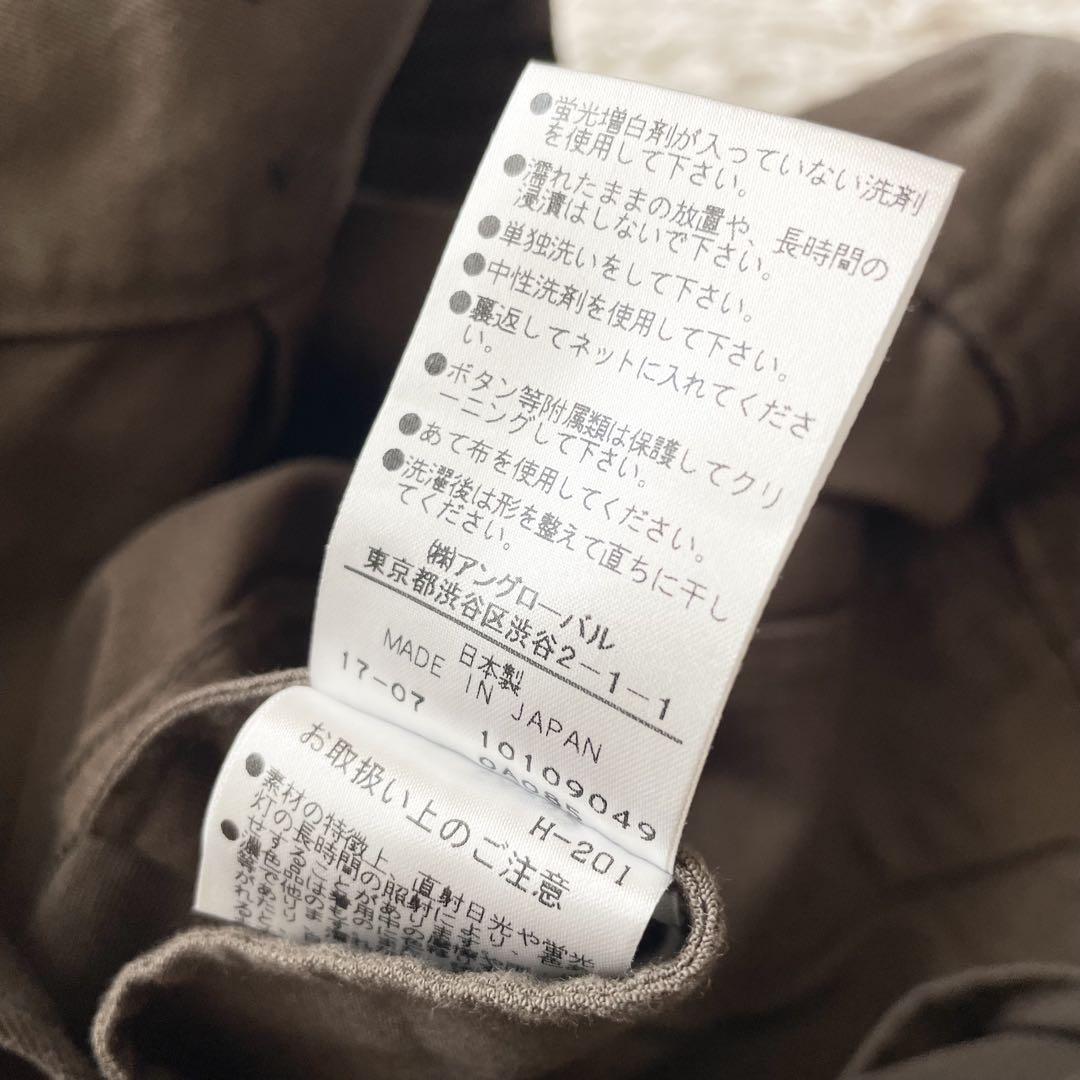 ●蛍光増白剤が入っていない洗剤
を使用して下さい。
●濡れたままの放置や、長時間の
浸漬はしないで下さい。
●単独洗いをして下さい。
●中性洗剤を使用して下さい。
●裏返してネットに入れてくださ
い。
●ボタン等附属類は保護してクリ
ーニングして下さい。
●あて布を使用してください。
●洗濯後は形を整えて直ちに干し
てください。
㈱アングローバル
東京都渋谷区渋谷2-1-1
日本製
MADE IN JAPAN
17-07 10109049
0A085
H-201
お取扱い上のご注意
●素材の特徴上、直射日光や蛍光
灯の長時間の照射により、